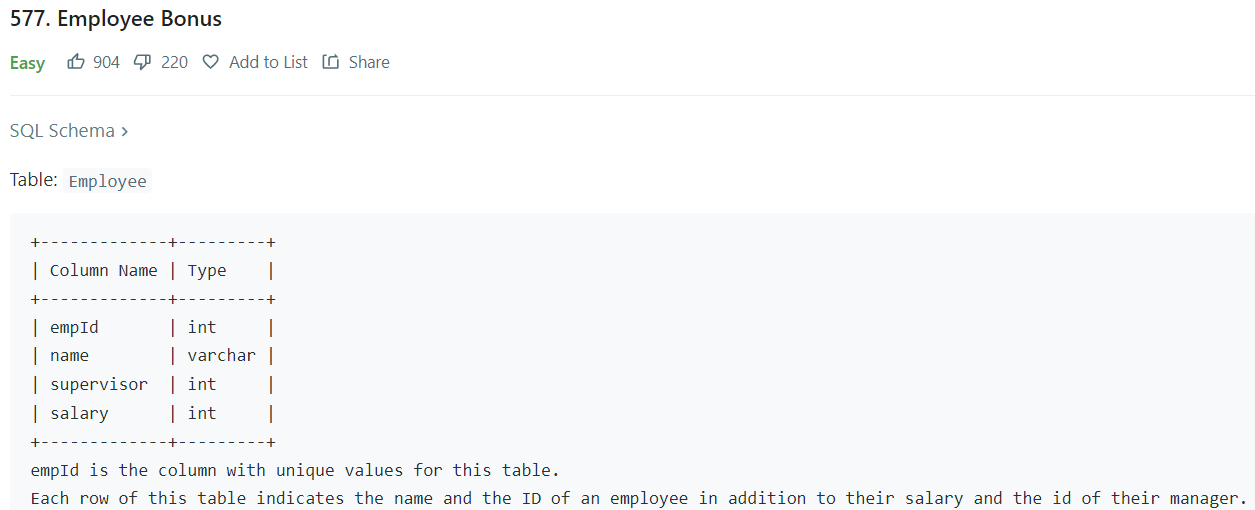 577. Employee Bonus
Easy 904 220 Add to List Share
SQL Schema >
Table: Employee
+-------------+---------+
| Column Name | Type    |
+-------------+---------+
| empId       | int     |
| name        | varchar |
| supervisor  | int     |
| salary      | int     |
+-------------+---------+
empId is the column with unique values for this table.
Each row of this table indicates the name and the ID of an employee in addition to their salary and the id of their manager.